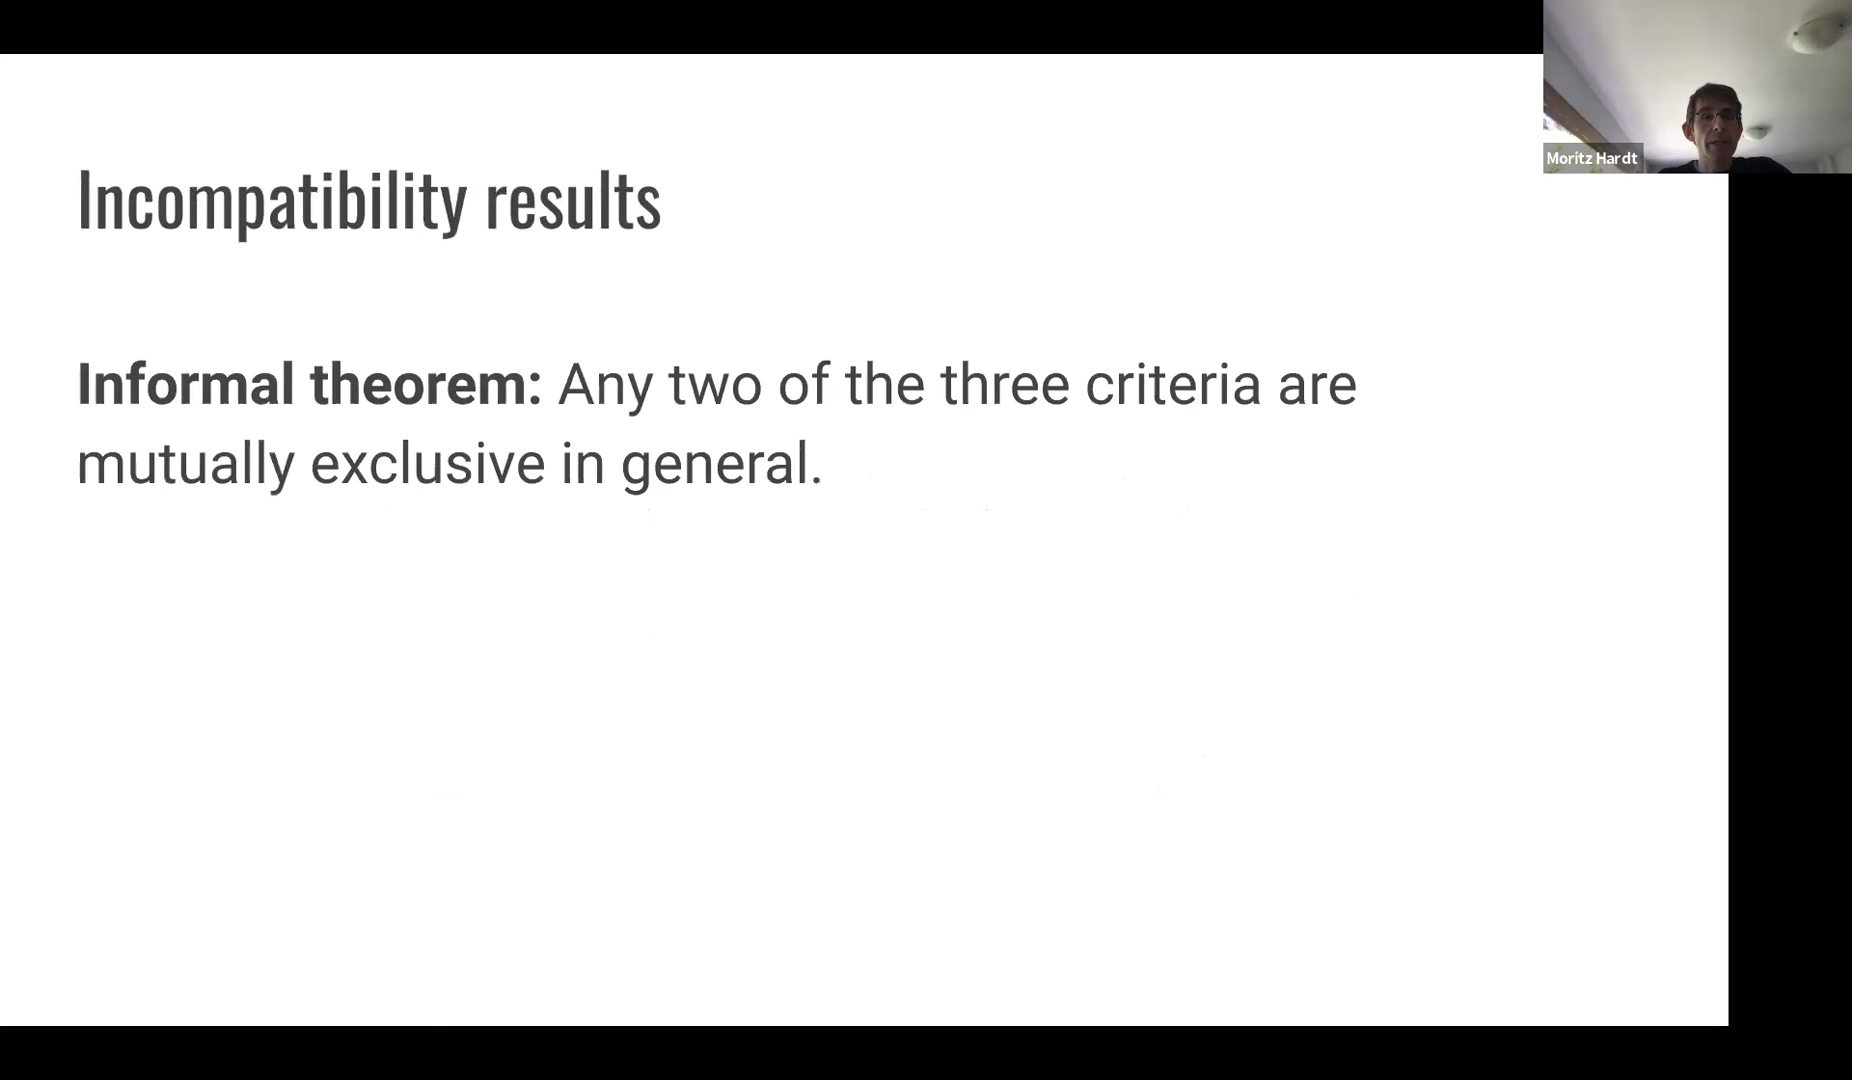 Moritz Hardt
Incompatibility results
Informal theorem: Any two of the three criteria are
mutually exclusive in general.